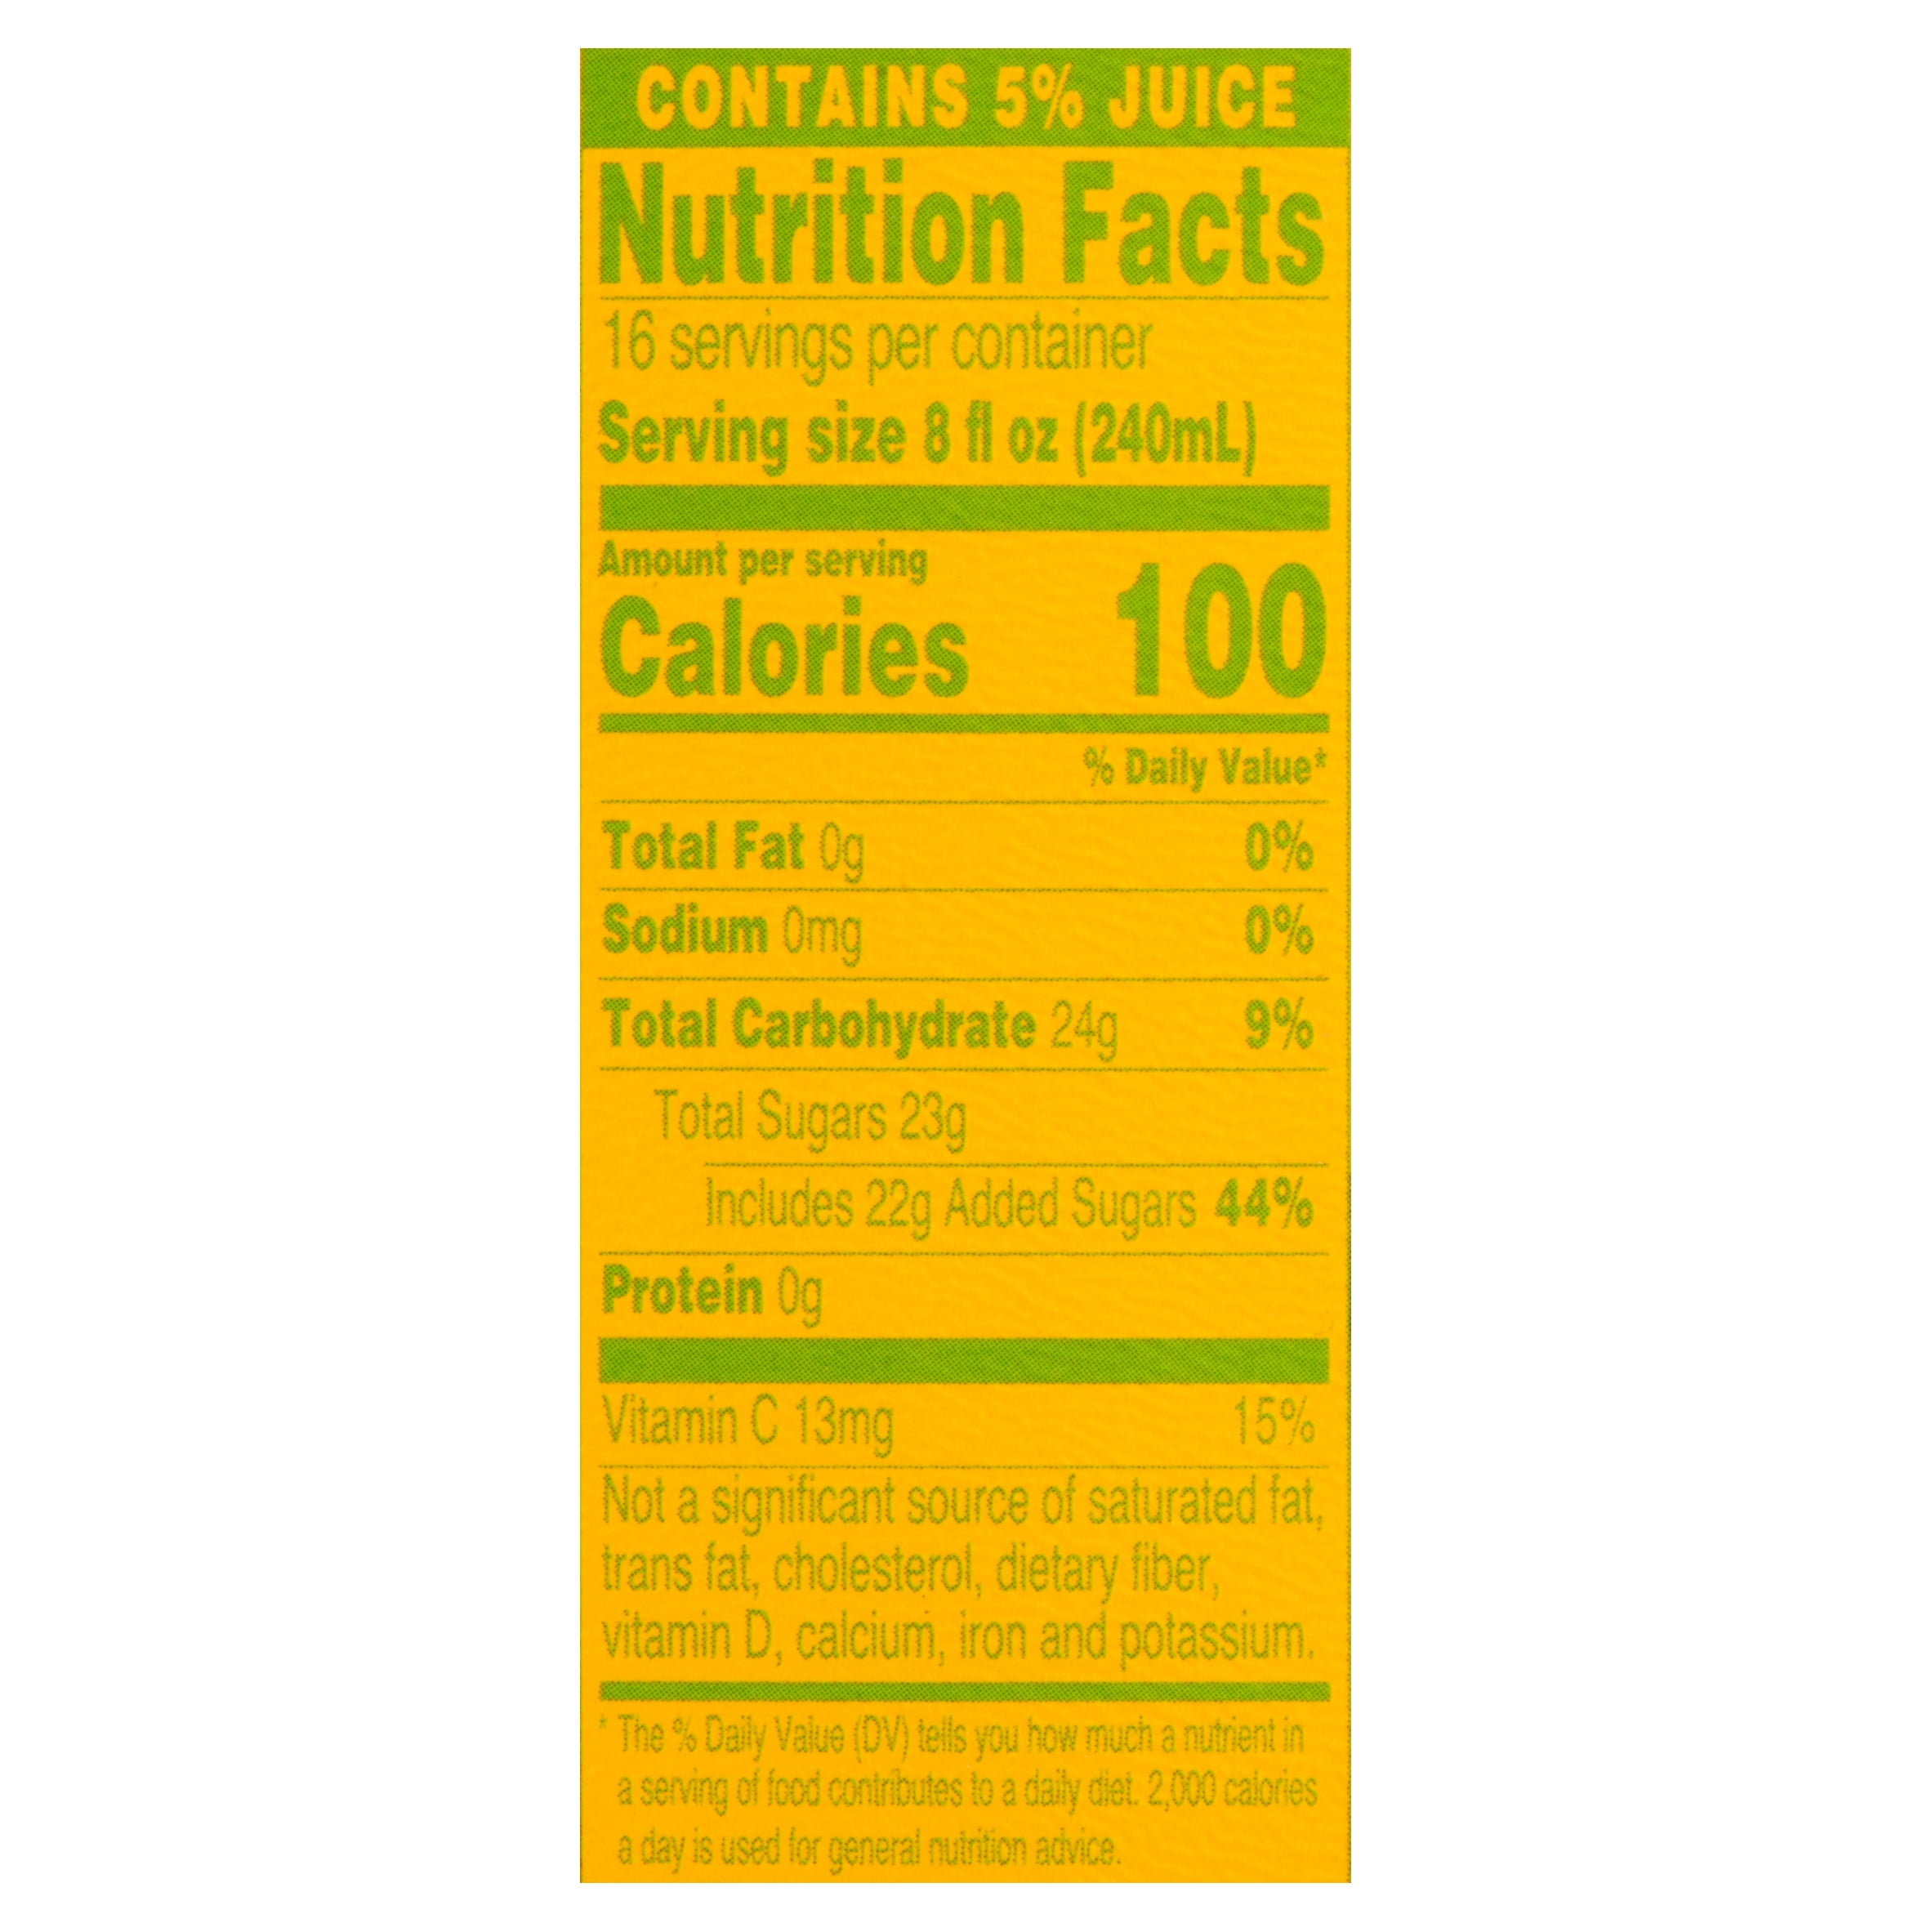 CONTAINS 5% JUICE
Nutrition Facts
16 servings per container
Serving size 8 fl oz (240mL)
Amount per serving
Calories 100
% Daily Value*
Total Fat 0g 0%
Sodium 0mg 0%
Total Carbohydrate 24g 9%
Total Sugars 23g
Includes 22g Added Sugars 44%
Protein 0g
Vitamin C 13mg 15%
Not a significant source of saturated fat,
trans fat, cholesterol, dietary fiber,
vitamin D, calcium, iron and potassium.
* The % Daily Value (DV) tells you how much a nutrient in
a serving of food contributes to a daily diet. 2,000 calories
a day is used for general nutrition advice.